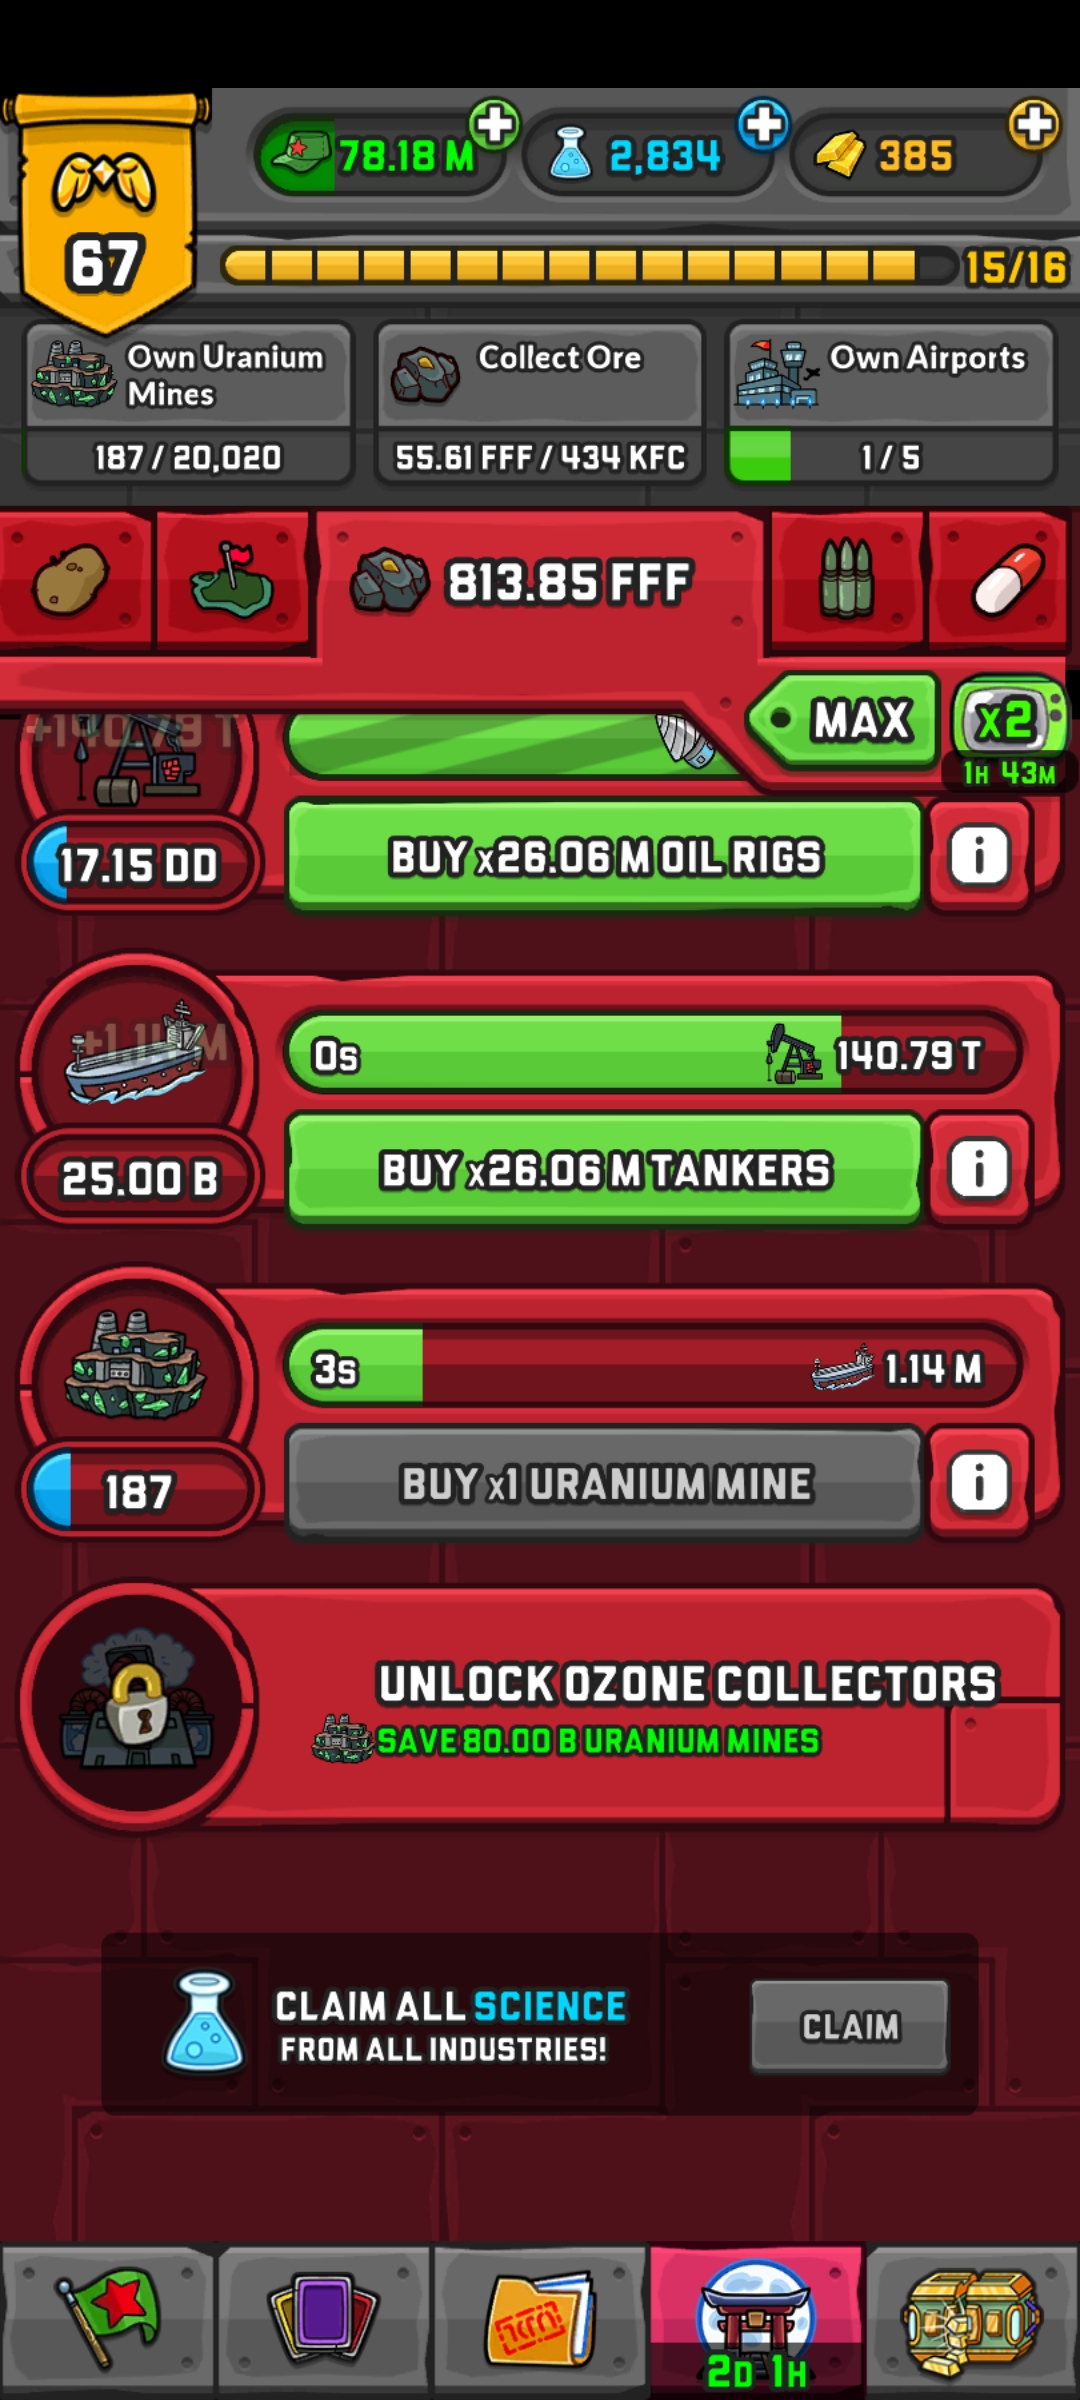 78.18 M
2,834
385
67
15/16
Own Uranium
Mines
187 / 20,020
Collect Ore
55.61 FFF / 434 KFC
Own Airports
1 / 5
813.85 FFF
MAX
x2
1H 43M
+140.79 T
17.15 DD
BUY x26.06 M OIL RIGS
i
0s
140.79 T
25.00 B
BUY x26.06 M TANKERS
i
3s
1.14 M
187
BUY x1 URANIUM MINE
i
UNLOCK OZONE COLLECTORS
SAVE 80.00 B URANIUM MINES
CLAIM ALL SCIENCE
FROM ALL INDUSTRIES!
CLAIM
2D 1H